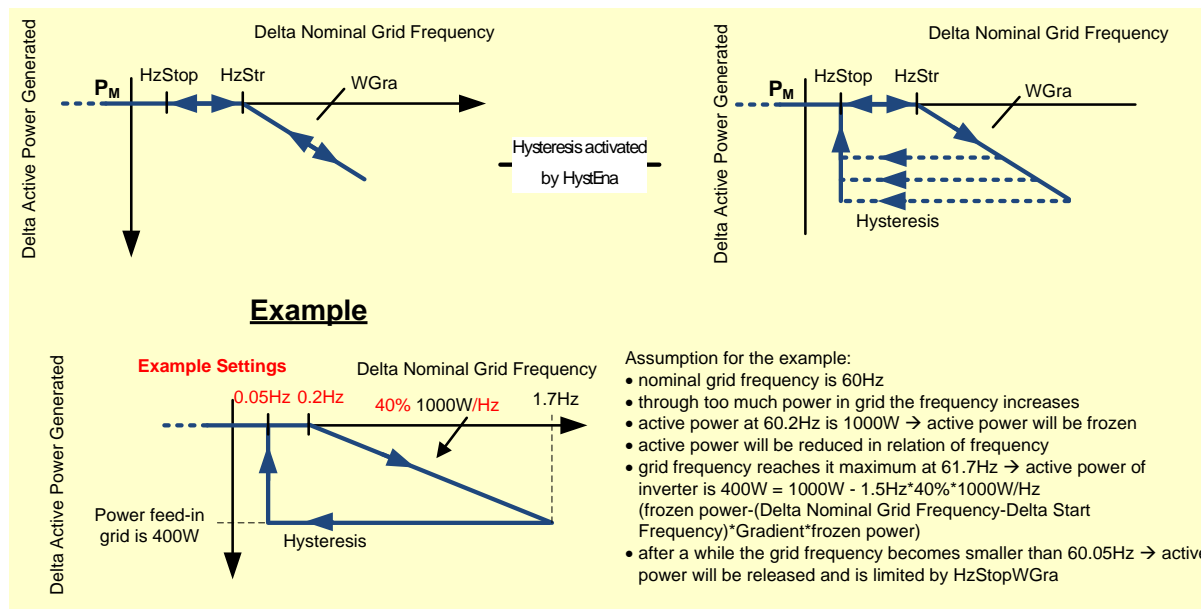 Delta Nominal Grid Frequency
Delta Active Power Generated
P_M
HzStop
HzStr
WGra
Hysteresis activated
by HystEna
Delta Nominal Grid Frequency
Delta Active Power Generated
P_M
HzStop
HzStr
WGra
Hysteresis
Example
Delta Active Power Generated
Example Settings
Delta Nominal Grid Frequency
0.05Hz
0.2Hz
40% 1000W/Hz
1.7Hz
Power feed-in
grid is 400W
Hysteresis
Assumption for the example:
• nominal grid frequency is 60Hz
• through too much power in grid the frequency increases
• active power at 60.2Hz is 1000W → active power will be frozen
• active power will be reduced in relation of frequency
• grid frequency reaches it maximum at 61.7Hz → active power of
inverter is 400W = 1000W - 1.5Hz*40%*1000W/Hz
(frozen power-(Delta Nominal Grid Frequency-Delta Start
Frequency)*Gradient*frozen power)
• after a while the grid frequency becomes smaller than 60.05Hz → active
power will be released and is limited by HzStopWGra